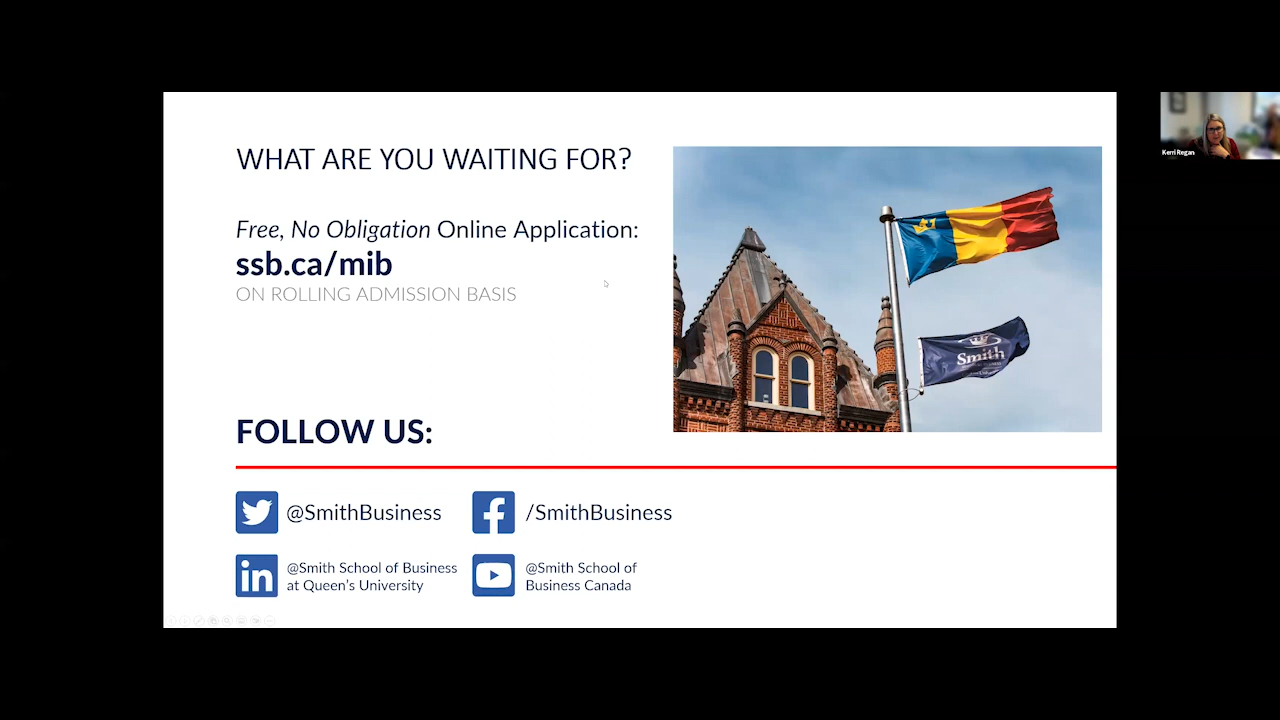 WHAT ARE YOU WAITING FOR?
Free, No Obligation Online Application:
ssb.ca/mib
ON ROLLING ADMISSION BASIS
Smith
FOLLOW US:
@SmithBusiness
/SmithBusiness
@Smith School of Business
at Queen's University
@Smith School of
Business Canada
Kerri Regan